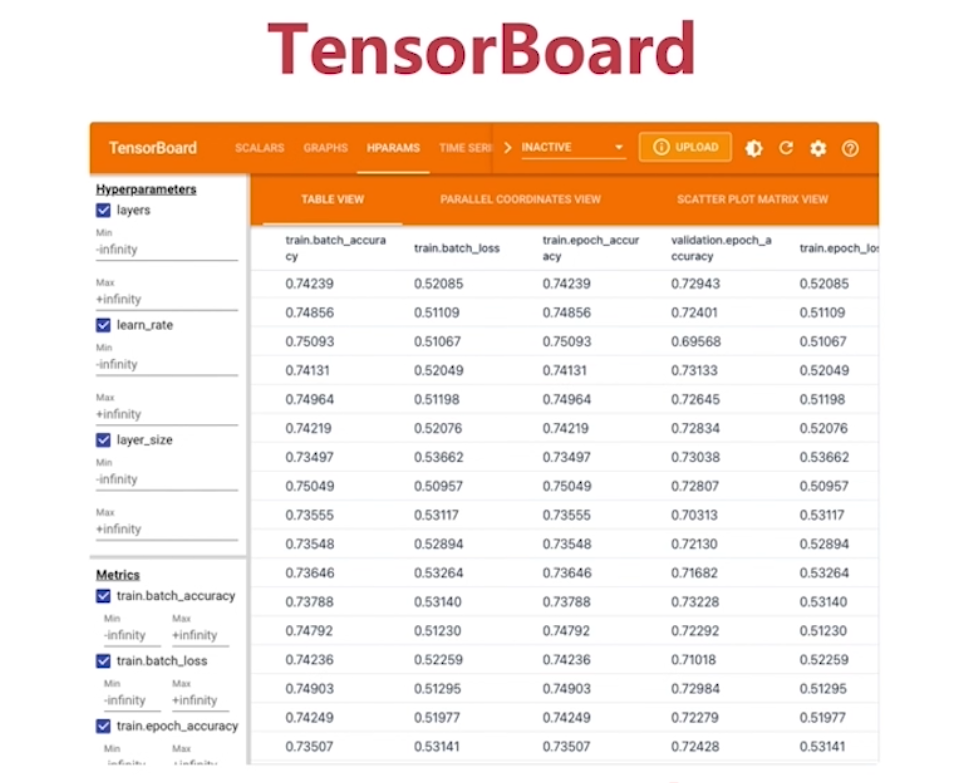 TensorBoard
TensorBoard SCALARS GRAPHS HPARAMS TIME SERI INACTIVE UPLOAD
Hyperparameters
layers
Min
-infinity
Max
+infinity
learn_rate
Min
-infinity
Max
+infinity
layer_size
Min
-infinity
Max
+infinity
Metrics
train.batch_accuracy
Min Max
-infinity +infinity
train.batch_loss
Min Max
-infinity +infinity
train.epoch_accuracy
Min Max
-infinity +infinity
TABLE VIEW PARALLEL COORDINATES VIEW SCATTER PLOT MATRIX VIEW
train.batch_accura train.epoch_accur validation.epoch_a
train.batch_loss train.epoch_los
cy acy ccuracy
0.74239 0.52085 0.74239 0.72943 0.52085
0.74856 0.51109 0.74856 0.72401 0.51109
0.75093 0.51067 0.75093 0.69568 0.51067
0.74131 0.52049 0.74131 0.73133 0.52049
0.74964 0.51198 0.74964 0.72645 0.51198
0.74219 0.52076 0.74219 0.72834 0.52076
0.73497 0.53662 0.73497 0.73038 0.53662
0.75049 0.50957 0.75049 0.72807 0.50957
0.73555 0.53117 0.73555 0.70313 0.53117
0.73548 0.52894 0.73548 0.72130 0.52894
0.73646 0.53264 0.73646 0.71682 0.53264
0.73788 0.53140 0.73788 0.73228 0.53140
0.74792 0.51230 0.74792 0.72292 0.51230
0.74236 0.52259 0.74236 0.71018 0.52259
0.74903 0.51295 0.74903 0.72984 0.51295
0.74249 0.51977 0.74249 0.72279 0.51977
0.73507 0.53141 0.73507 0.72428 0.53141